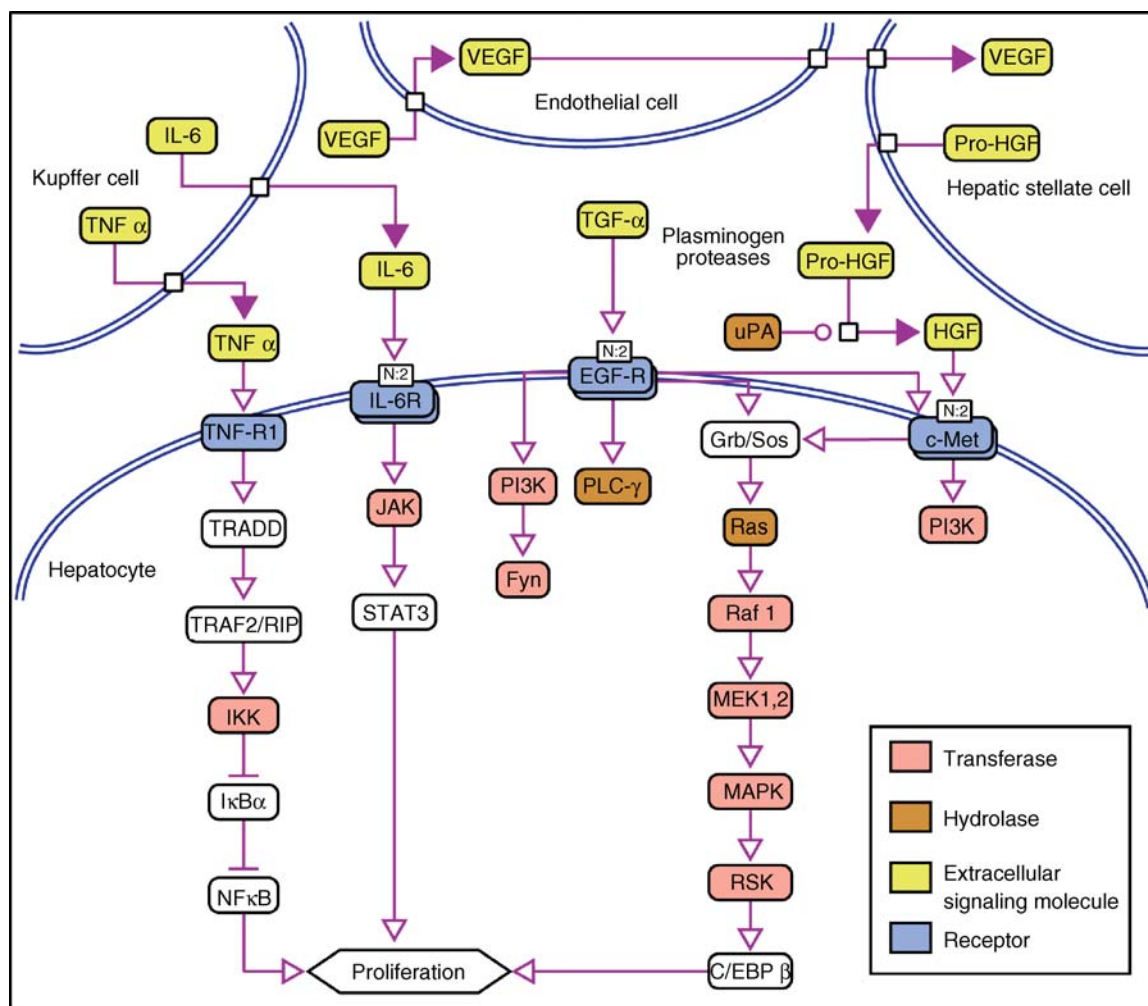 VEGF
VEGF
Endothelial cell
IL-6
VEGF
Pro-HGF
Kupffer cell
Hepatic stellate cell
TNF α
TGF-α
Plasminogen
proteases
IL-6
Pro-HGF
TNF α
uPA
HGF
N:2
N:2
N:2
IL-6R
EGF-R
TNF-R1
Grb/Sos
c-Met
PI3K
PLC-γ
JAK
TRADD
Ras
PI3K
Hepatocyte
Fyn
STAT3
Raf 1
TRAF2/RIP
IKK
MEK1,2
Transferase
IκBα
MAPK
Hydrolase
NFκB
RSK
Extracellular
signaling molecule
Receptor
Proliferation
C/EBP β